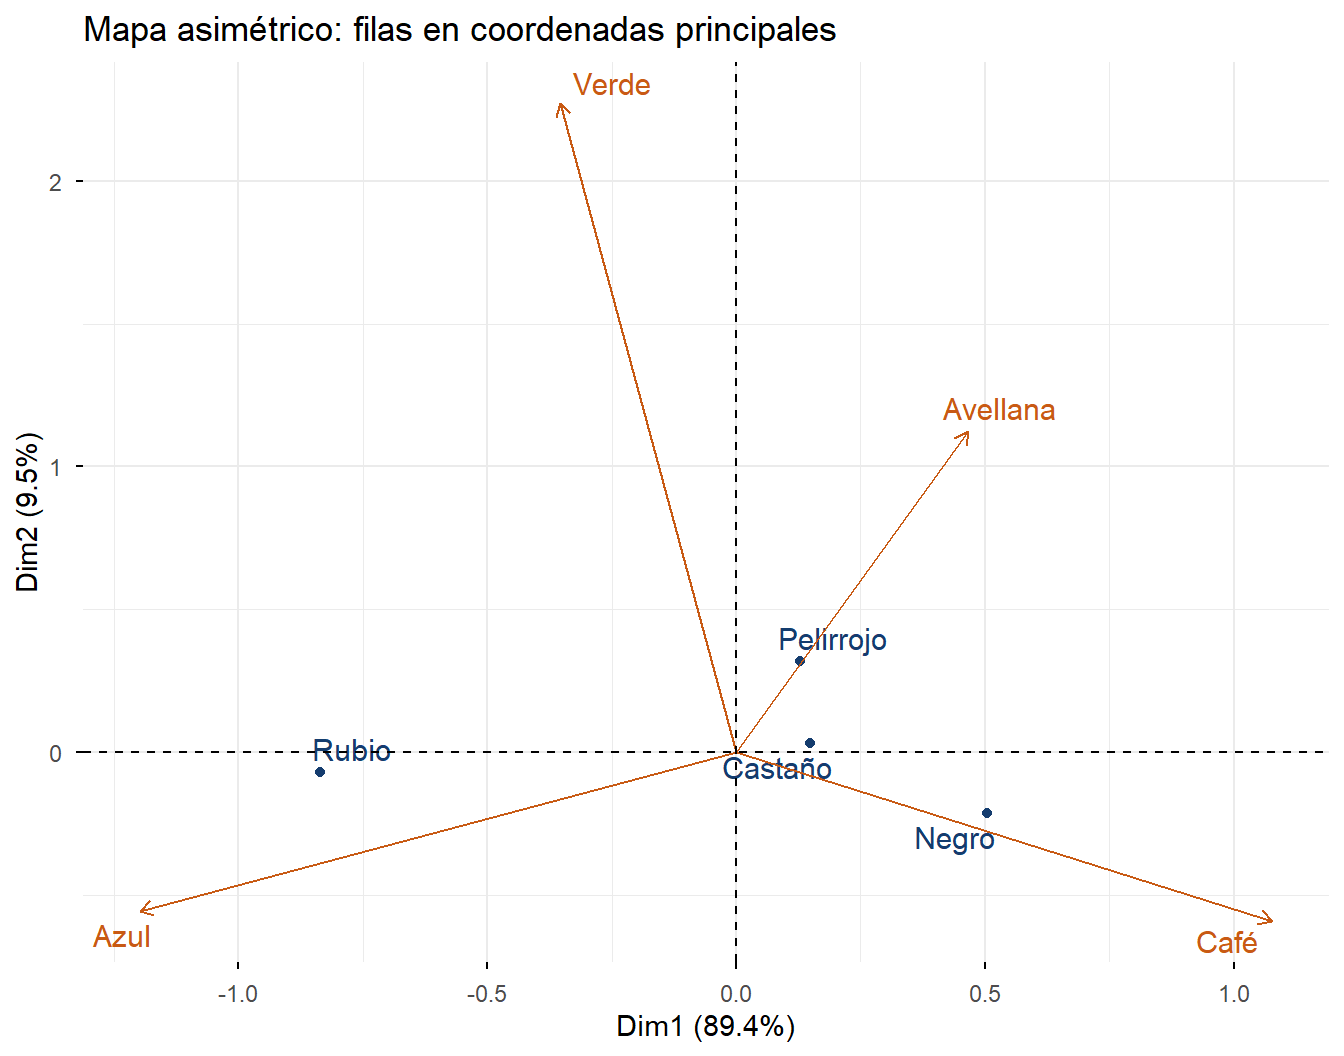 Mapa asimétrico: filas en coordenadas principales
Verde
2
Avellana
1
Dim2 (9.5%)
Pelirrojo
0
Rubio
Castaño
Negro
Azul
Café
-1.0
-0.5
0.0
0.5
1.0
Dim1 (89.4%)